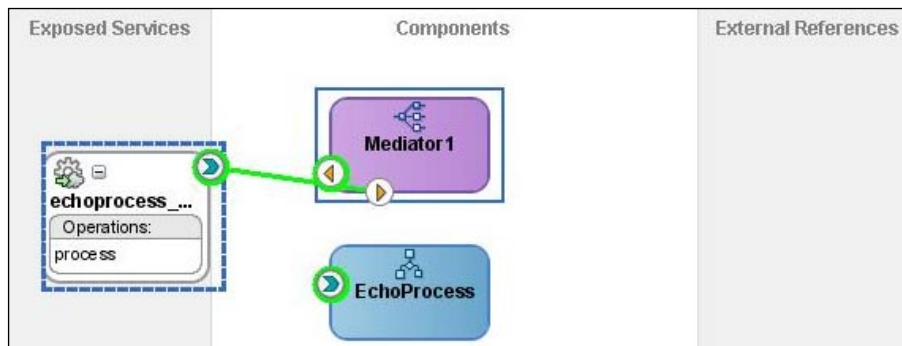 Exposed Services
Components
External References
Mediator1
echoprocess_...
Operations:
process
EchoProcess